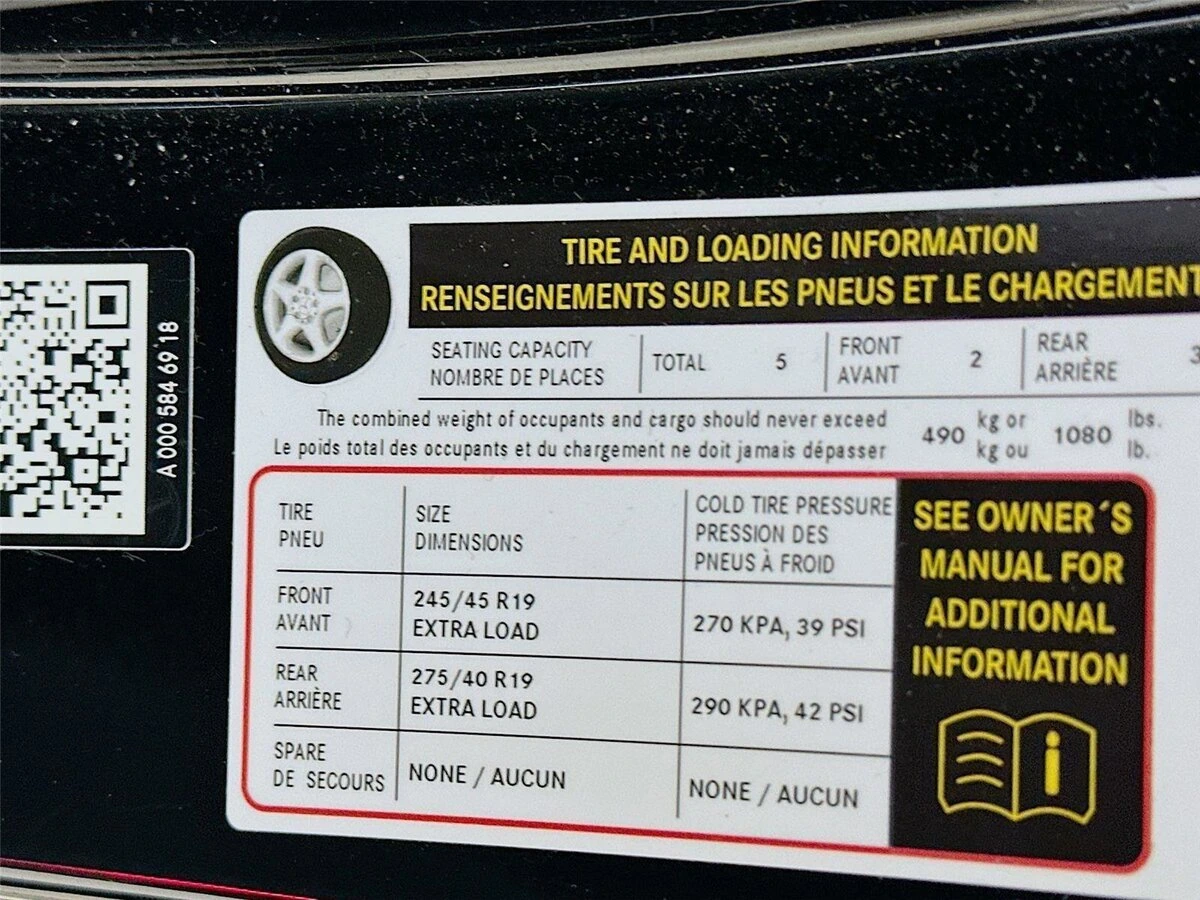 A 000 584 69 18
TIRE AND LOADING INFORMATION
RENSEIGNEMENTS SUR LES PNEUS ET LE CHARGEMENT
SEATING CAPACITY
NOMBRE DE PLACES
TOTAL 5
FRONT
AVANT
2
REAR
ARRIÈRE
3
The combined weight of occupants and cargo should never exceed
Le poids total des occupants et du chargement ne doit jamais dépasser
490
kg or
kg ou
1080
lbs.
lb.
TIRE
PNEU
SIZE
DIMENSIONS
COLD TIRE PRESSURE
PRESSION DES
PNEUS À FROID
FRONT
AVANT
245/45 R19
EXTRA LOAD
270 KPA, 39 PSI
REAR
ARRIÈRE
275/40 R19
EXTRA LOAD
290 KPA, 42 PSI
SPARE
DE SECOURS
NONE / AUCUN
NONE / AUCUN
SEE OWNER´S
MANUAL FOR
ADDITIONAL
INFORMATION